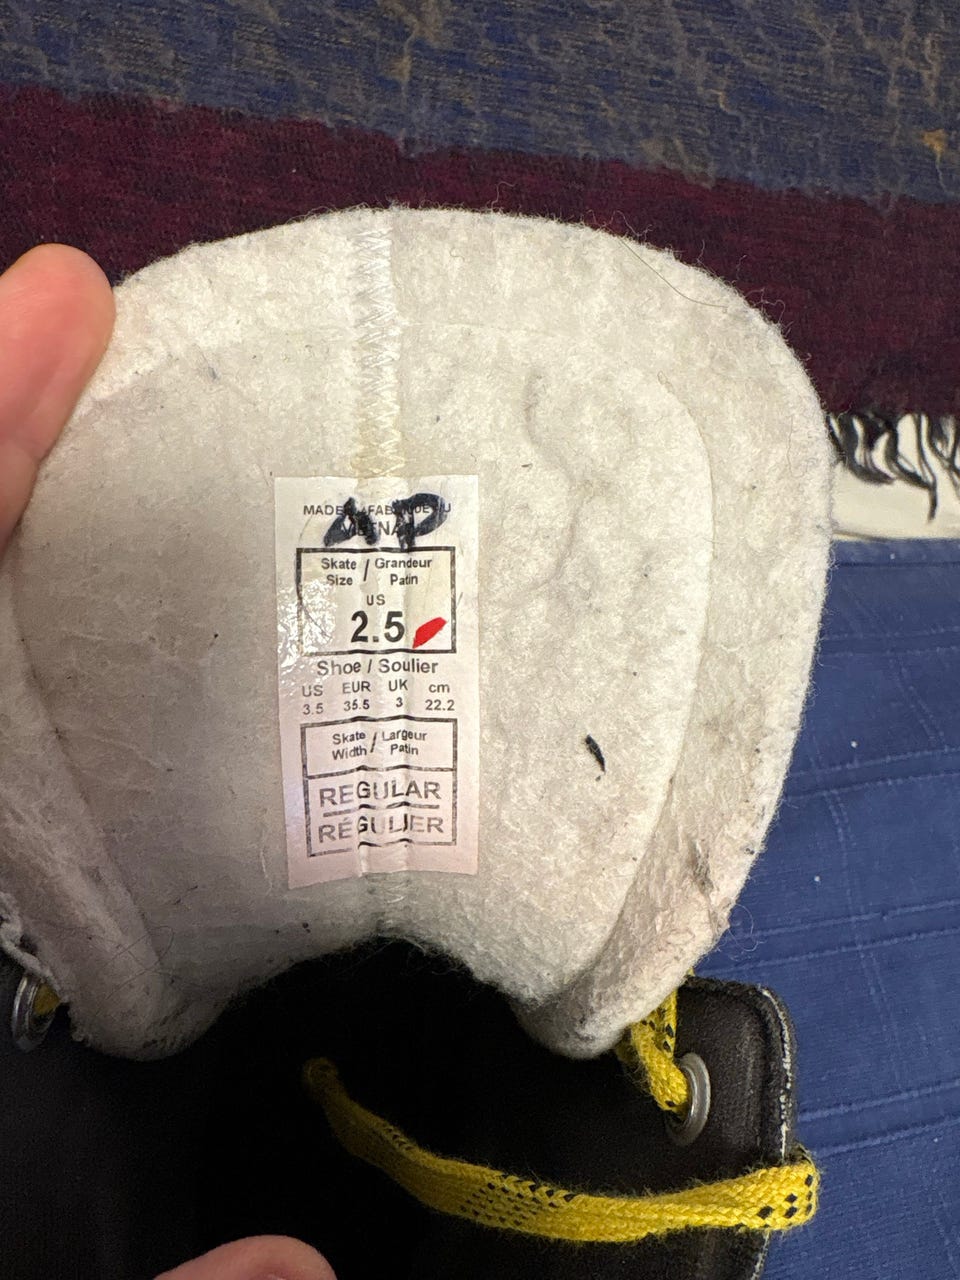 AP
MADE
Skate / Grandeur
Size Patin
US
2.5
Shoe / Soulier
US EUR UK cm
3.5 35.5 3 22.2
Skate / Largeur
Width Patin
REGULAR
RÉGULIER